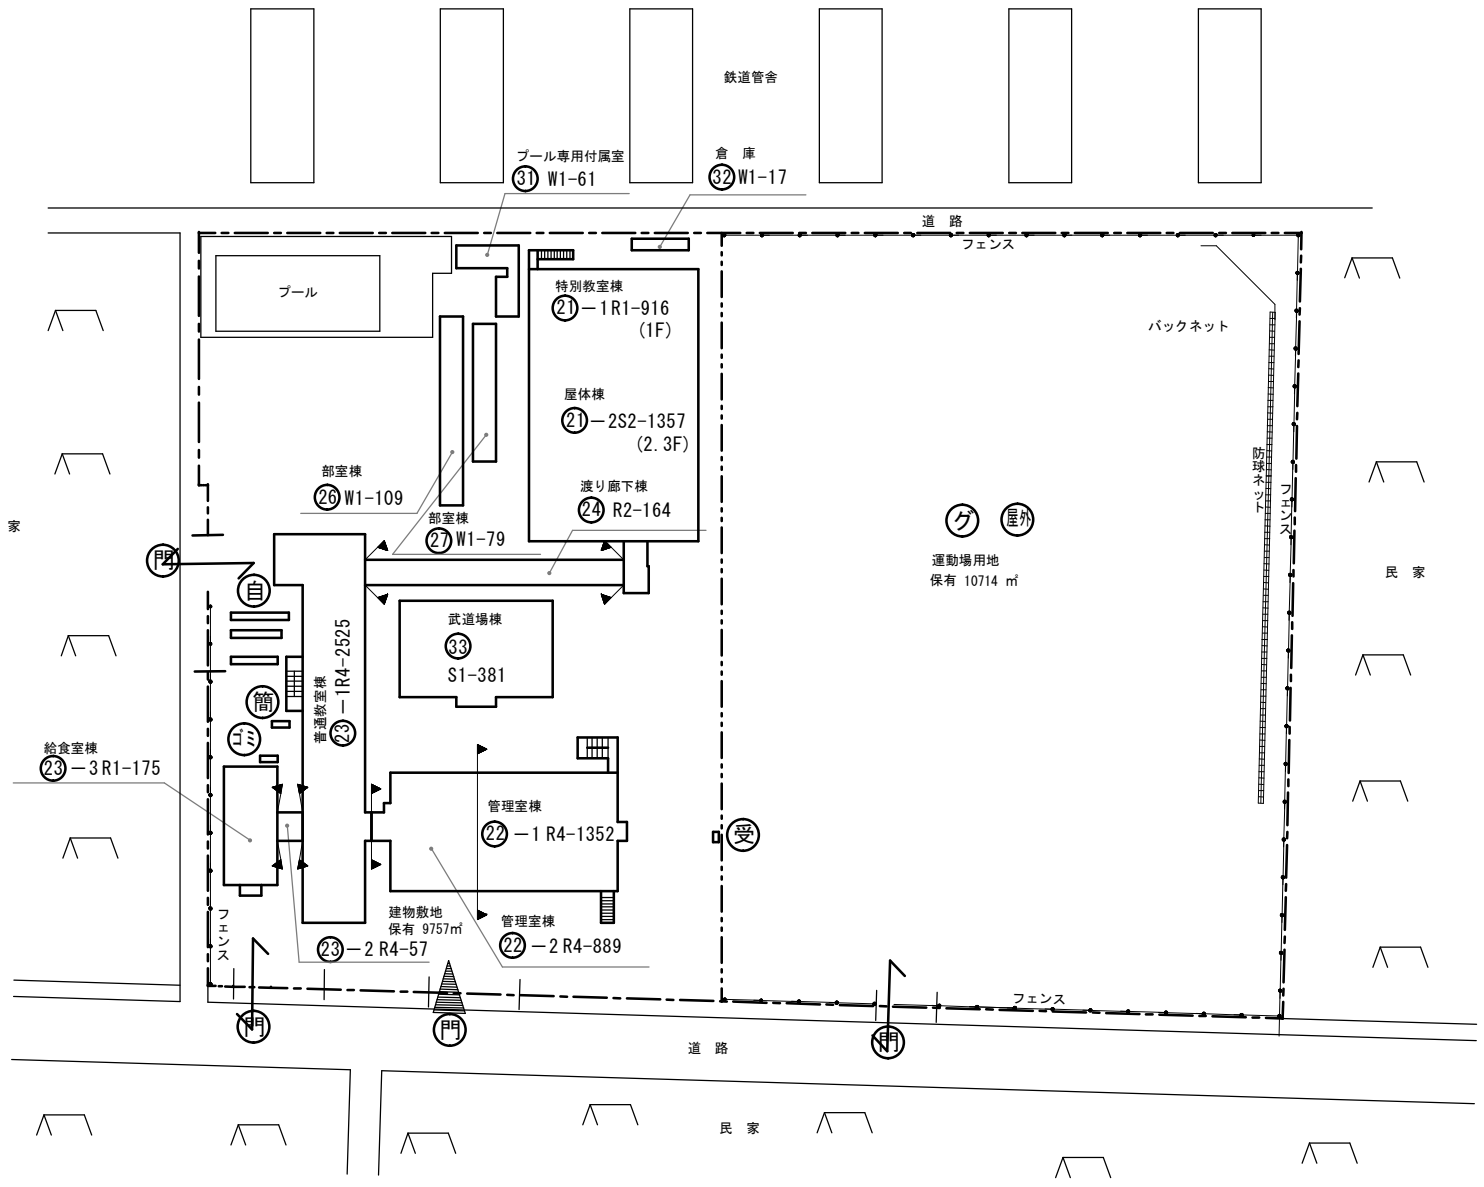 鉄道管舎
プール専用付属室
31 W1-61
倉 庫
32 W1-17
道 路
フェンス
プール
特別教室棟
21-1R1-916
(1F)
バックネット
屋体棟
21-2S2-1357
(2.3F)
防球ネット
フェンス
部室棟
26 W1-109
渡り廊下棟
24 R2-164
部室棟
27 W1-79
グ 屋外
家
門
運動場用地
保有 10714 ㎡
民 家
自
武道場棟
33
S1-381
普通教室棟
23-1R4-2525
簡
ゴミ
給食室棟
23-3R1-175
管理室棟
22-1 R4-1352
受
フェンス
建物敷地
保有 9757㎡
管理室棟
22-2 R4-889
23-2 R4-57
フェンス
門
門
門
道 路
民 家